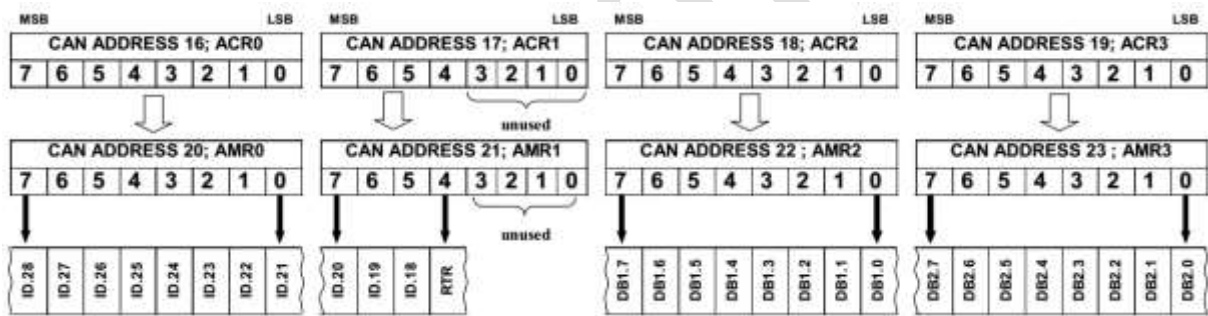 MSB LSB MSB LSB MSB LSB MSB LSB
CAN ADDRESS 16; ACR0 CAN ADDRESS 17; ACR1 CAN ADDRESS 18; ACR2 CAN ADDRESS 19; ACR3
7 6 5 4 3 2 1 0 7 6 5 4 3 2 1 0 7 6 5 4 3 2 1 0 7 6 5 4 3 2 1 0
unused
CAN ADDRESS 20; AMR0 CAN ADDRESS 21; AMR1 CAN ADDRESS 22 ; AMR2 CAN ADDRESS 23 ; AMR3
7 6 5 4 3 2 1 0 7 6 5 4 3 2 1 0 7 6 5 4 3 2 1 0 7 6 5 4 3 2 1 0
unused
ID.28 ID.27 ID.26 ID.25 ID.24 ID.23 ID.22 ID.21 ID.20 ID.19 ID.18 RTR DB1.7 DB1.6 DB1.5 DB1.4 DB1.3 DB1.2 DB1.1 DB1.0 DB2.7 DB2.6 DB2.5 DB2.4 DB2.3 DB2.2 DB2.1 DB2.0